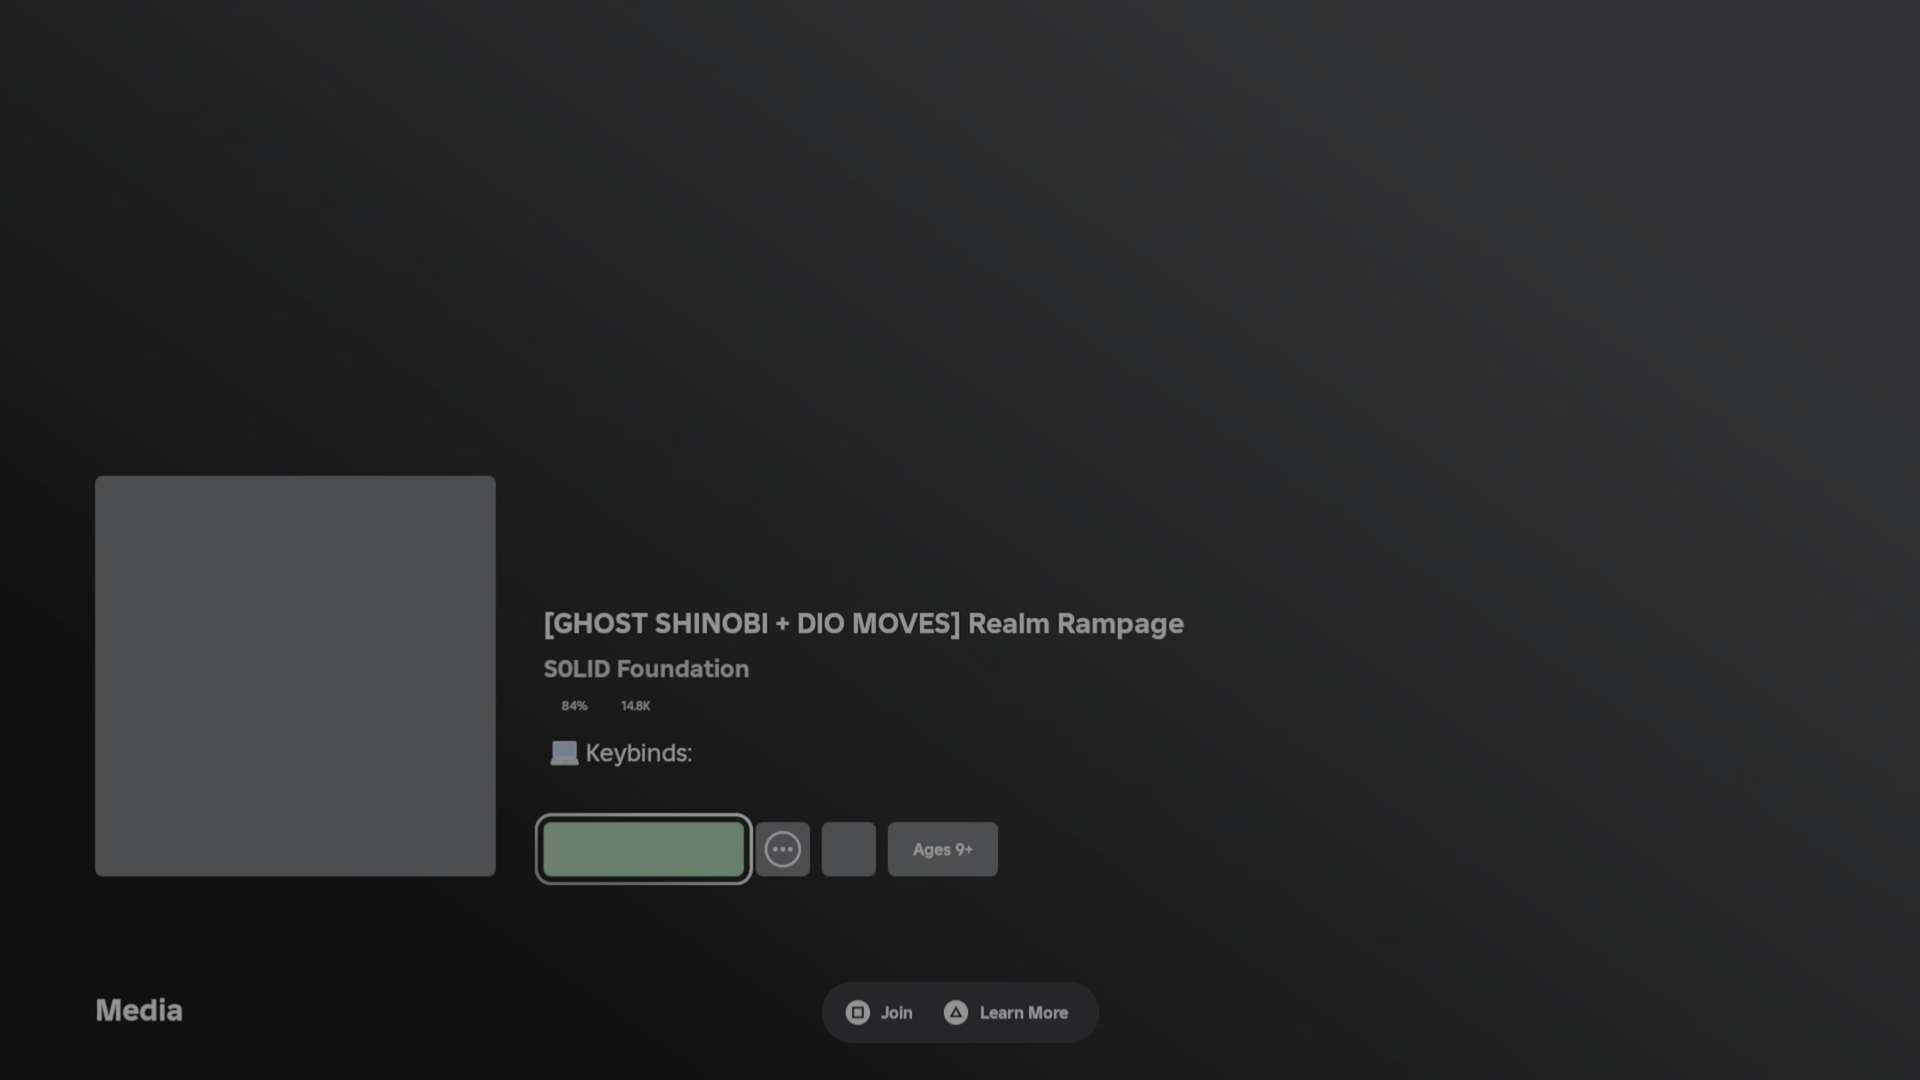 [GHOST SHINOBI + DIO MOVES] Realm Rampage
S0LID Foundation
84% 14.8K
💻 Keybinds:
Ages 9+
Media
Join Learn More